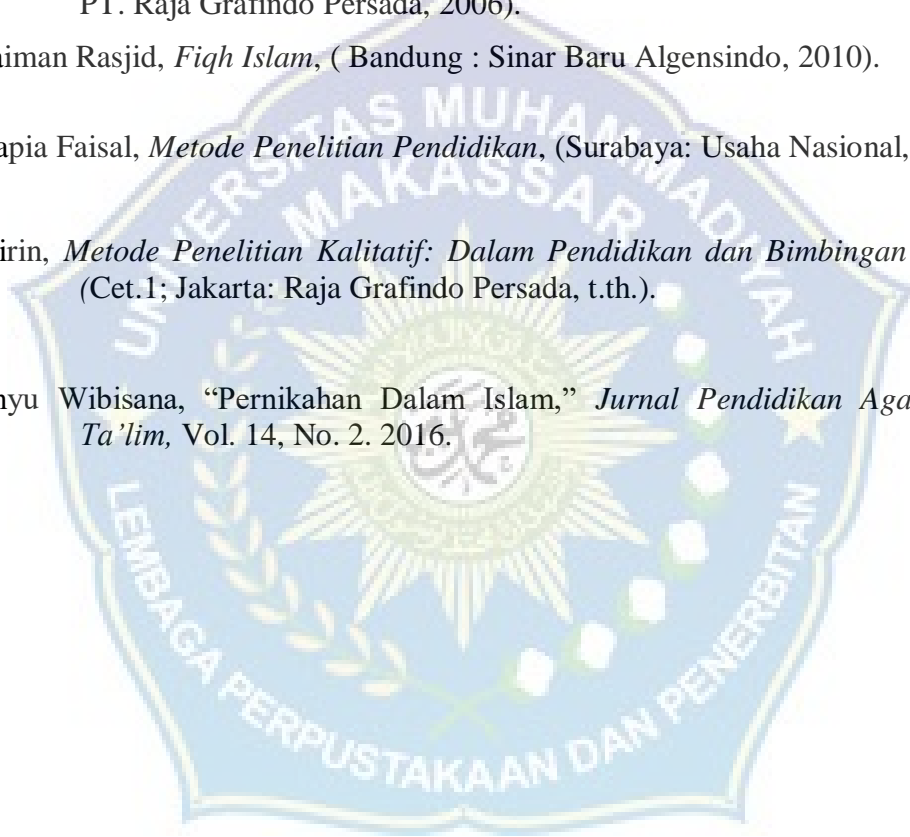 PT. Raja Grafindo Persada, 2006).
aiman Rasjid, Fiqh Islam, ( Bandung : Sinar Baru Algensindo, 2010).
apia Faisal, Metode Penelitian Pendidikan, (Surabaya: Usaha Nasional,
irin, Metode Penelitian Kalitatif: Dalam Pendidikan dan Bimbingan
(Cet.1; Jakarta: Raja Grafindo Persada, t.th.).
nyu Wibisana, “Pernikahan Dalam Islam,” Jurnal Pendidikan Aga
Ta’lim, Vol. 14, No. 2. 2016.
UNIVERSITAS MUHAMMADIYAH
MAKASSAR
محمد
LEMBAGA PERPUSTAKAAN DAN PENERBITAN